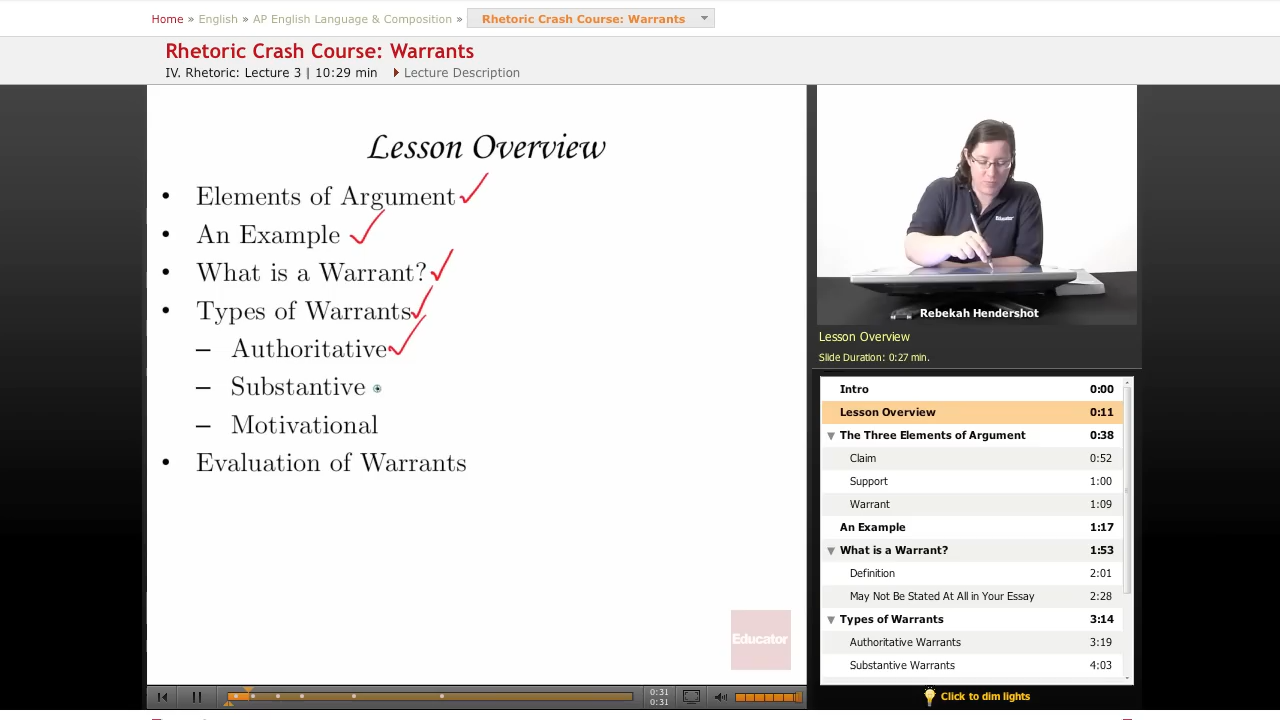 Home » English » AP English Language & Composition » Rhetoric Crash Course: Warrants
Rhetoric Crash Course: Warrants
IV. Rhetoric: Lecture 3 | 10:29 min Lecture Description
Lesson Overview
• Elements of Argument
• An Example
• What is a Warrant?
• Types of Warrants
– Authoritative
– Substantive
– Motivational
• Evaluation of Warrants
Educator
0:31
0:31
Educator
Rebekah Hendershot
Lesson Overview
Slide Duration: 0:27 min.
Intro 0:00
Lesson Overview 0:11
The Three Elements of Argument 0:38
Claim 0:52
Support 1:00
Warrant 1:09
An Example 1:17
What is a Warrant? 1:53
Definition 2:01
May Not Be Stated At All in Your Essay 2:28
Types of Warrants 3:14
Authoritative Warrants 3:19
Substantive Warrants 4:03
Click to dim lights